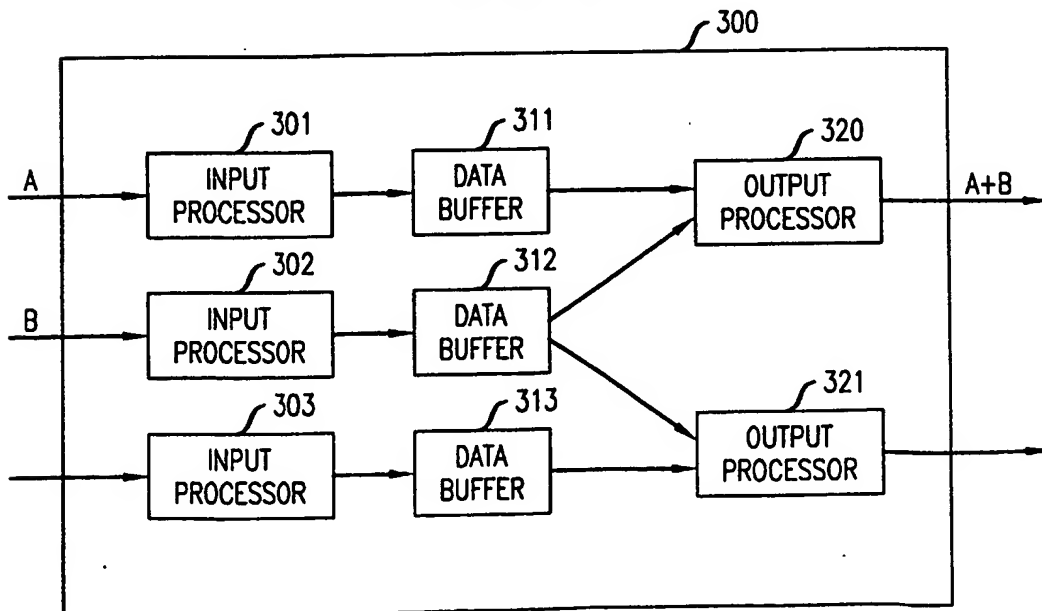 300
301
311
320
A
INPUT
PROCESSOR
DATA
BUFFER
OUTPUT
PROCESSOR
A+B
302
312
B
INPUT
PROCESSOR
DATA
BUFFER
303
313
321
INPUT
PROCESSOR
DATA
BUFFER
OUTPUT
PROCESSOR